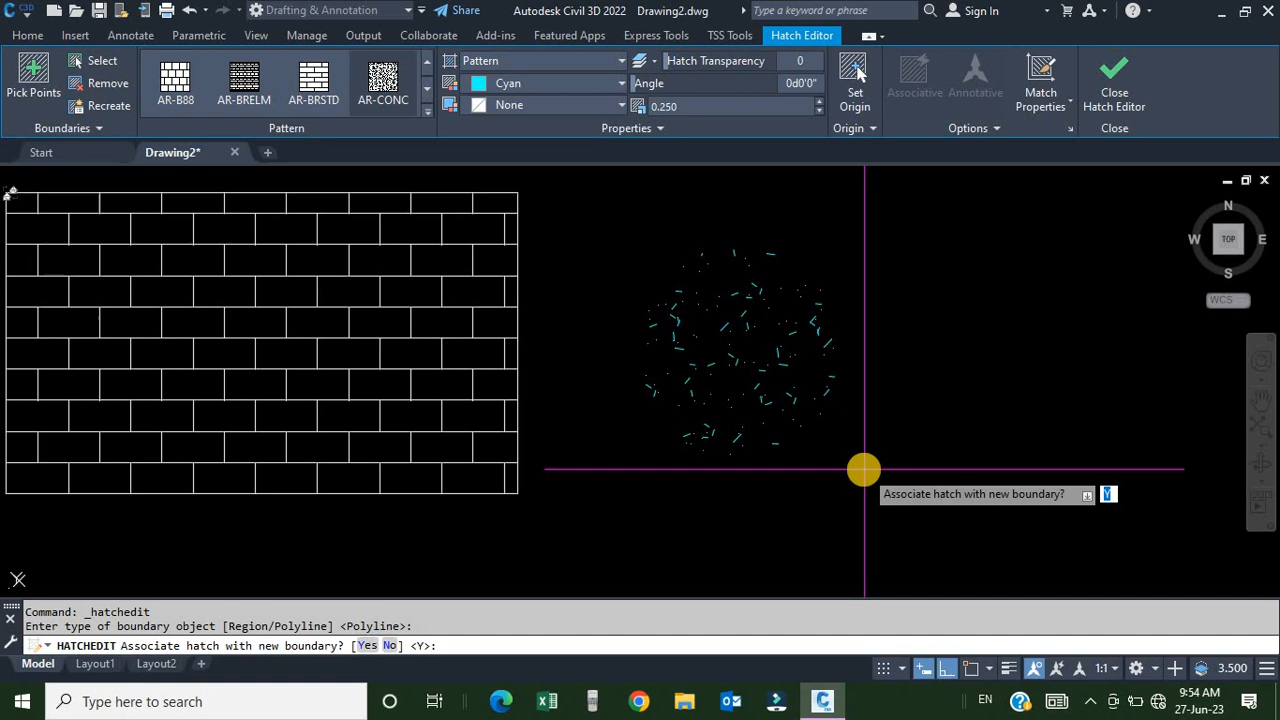 C3D
Drafting & Annotation
Share
Autodesk Civil 3D 2022 Drawing2.dwg
Type a keyword or phrase
Sign In
Home Insert Annotate Parametric View Manage Output Collaborate Add-ins Featured Apps Express Tools TSS Tools Hatch Editor
Pick Points
Select
Remove
Recreate
AR-B88 AR-BRELM AR-BRSTD AR-CONC
Pattern
Cyan
None
Hatch Transparency 0
Angle 0d0'0"
0.250
Set
Origin
Associative
Annotative
Match
Properties
Close
Hatch Editor
Boundaries Pattern Properties Origin Options Close
Start Drawing2*
N
W TOP E
S
WCS
Associate hatch with new boundary? Y
Command: _hatchedit
Enter type of boundary object [Region/Polyline] <Polyline>:
HATCHEDIT Associate hatch with new boundary? [Yes No] <Y>:
Model Layout1 Layout2
1:1
3.500
Type here to search
EN
9:54 AM
27-Jun-23